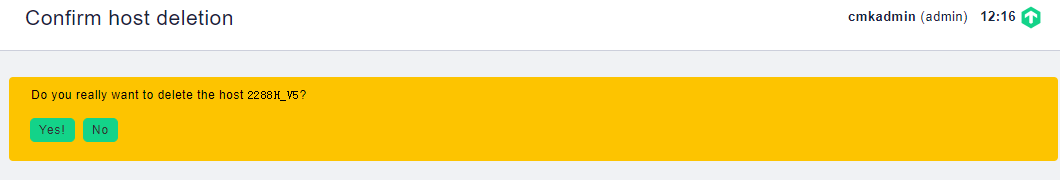 Confirm host deletion
cmkadmin (admin) 12:16
Do you really want to delete the host 2288H_V5?
Yes! No